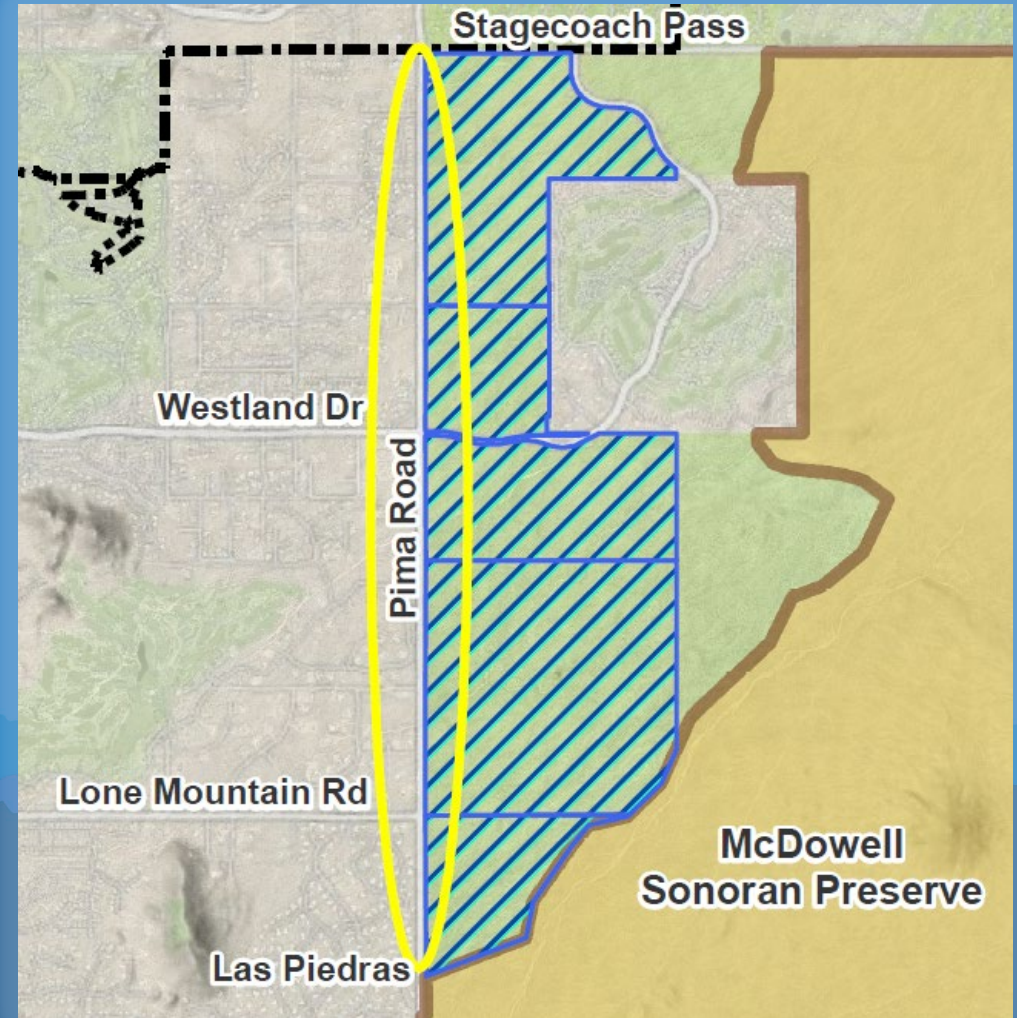 Stagecoach Pass
Westland Dr
Pima Road
Lone Mountain Rd
McDowell
Sonoran Preserve
Las Piedras